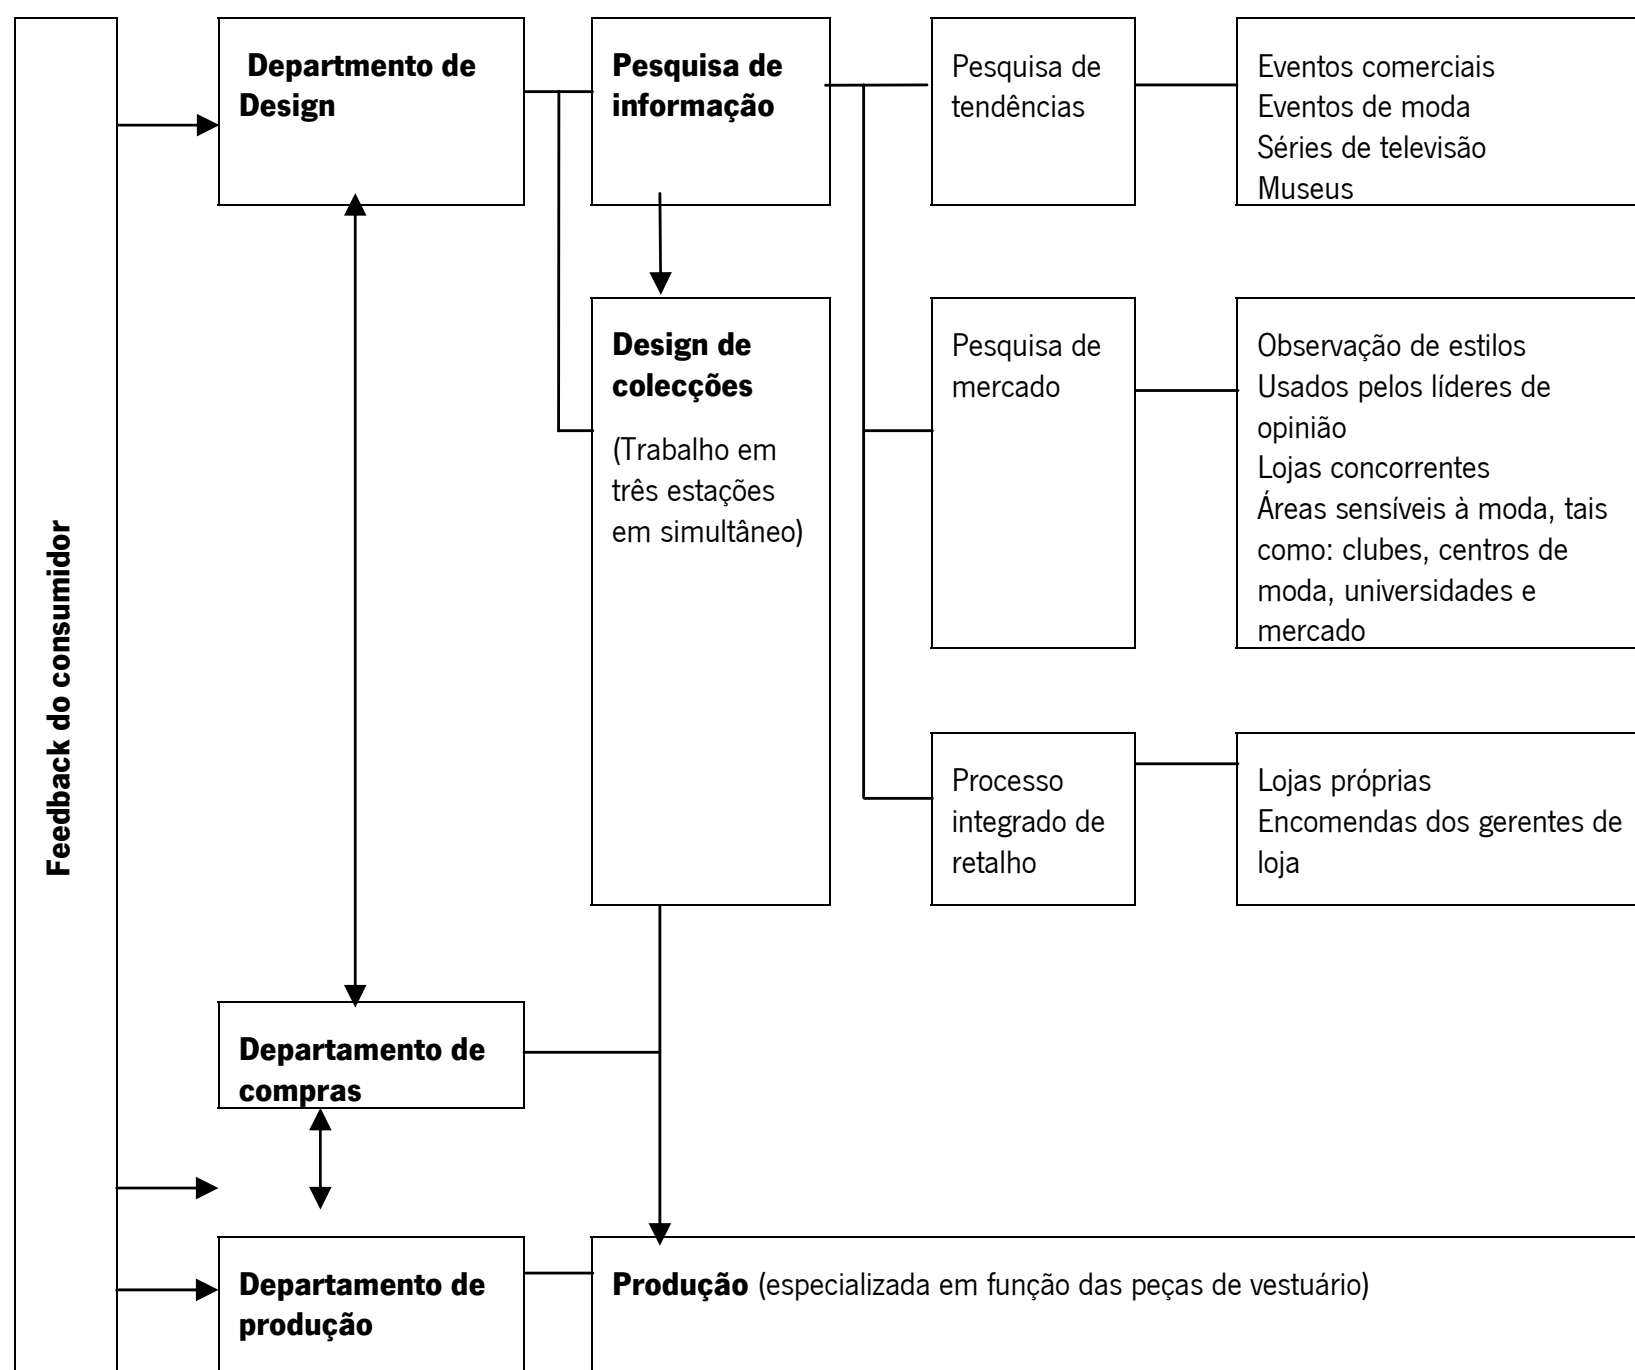 Feedback do consumidor
Departmento de
Design
Pesquisa de
informação
Pesquisa de
tendências
Eventos comerciais
Eventos de moda
Séries de televisão
Museus
Design de
colecções
(Trabalho em
três estações
em simultâneo)
Pesquisa de
mercado
Observação de estilos
Usados pelos líderes de
opinião
Lojas concorrentes
Áreas sensíveis à moda, tais
como: clubes, centros de
moda, universidades e
mercado
Processo
integrado de
retalho
Lojas próprias
Encomendas dos gerentes de
loja
Departamento de
compras
Departamento de
produção
Produção (especializada em função das peças de vestuário)